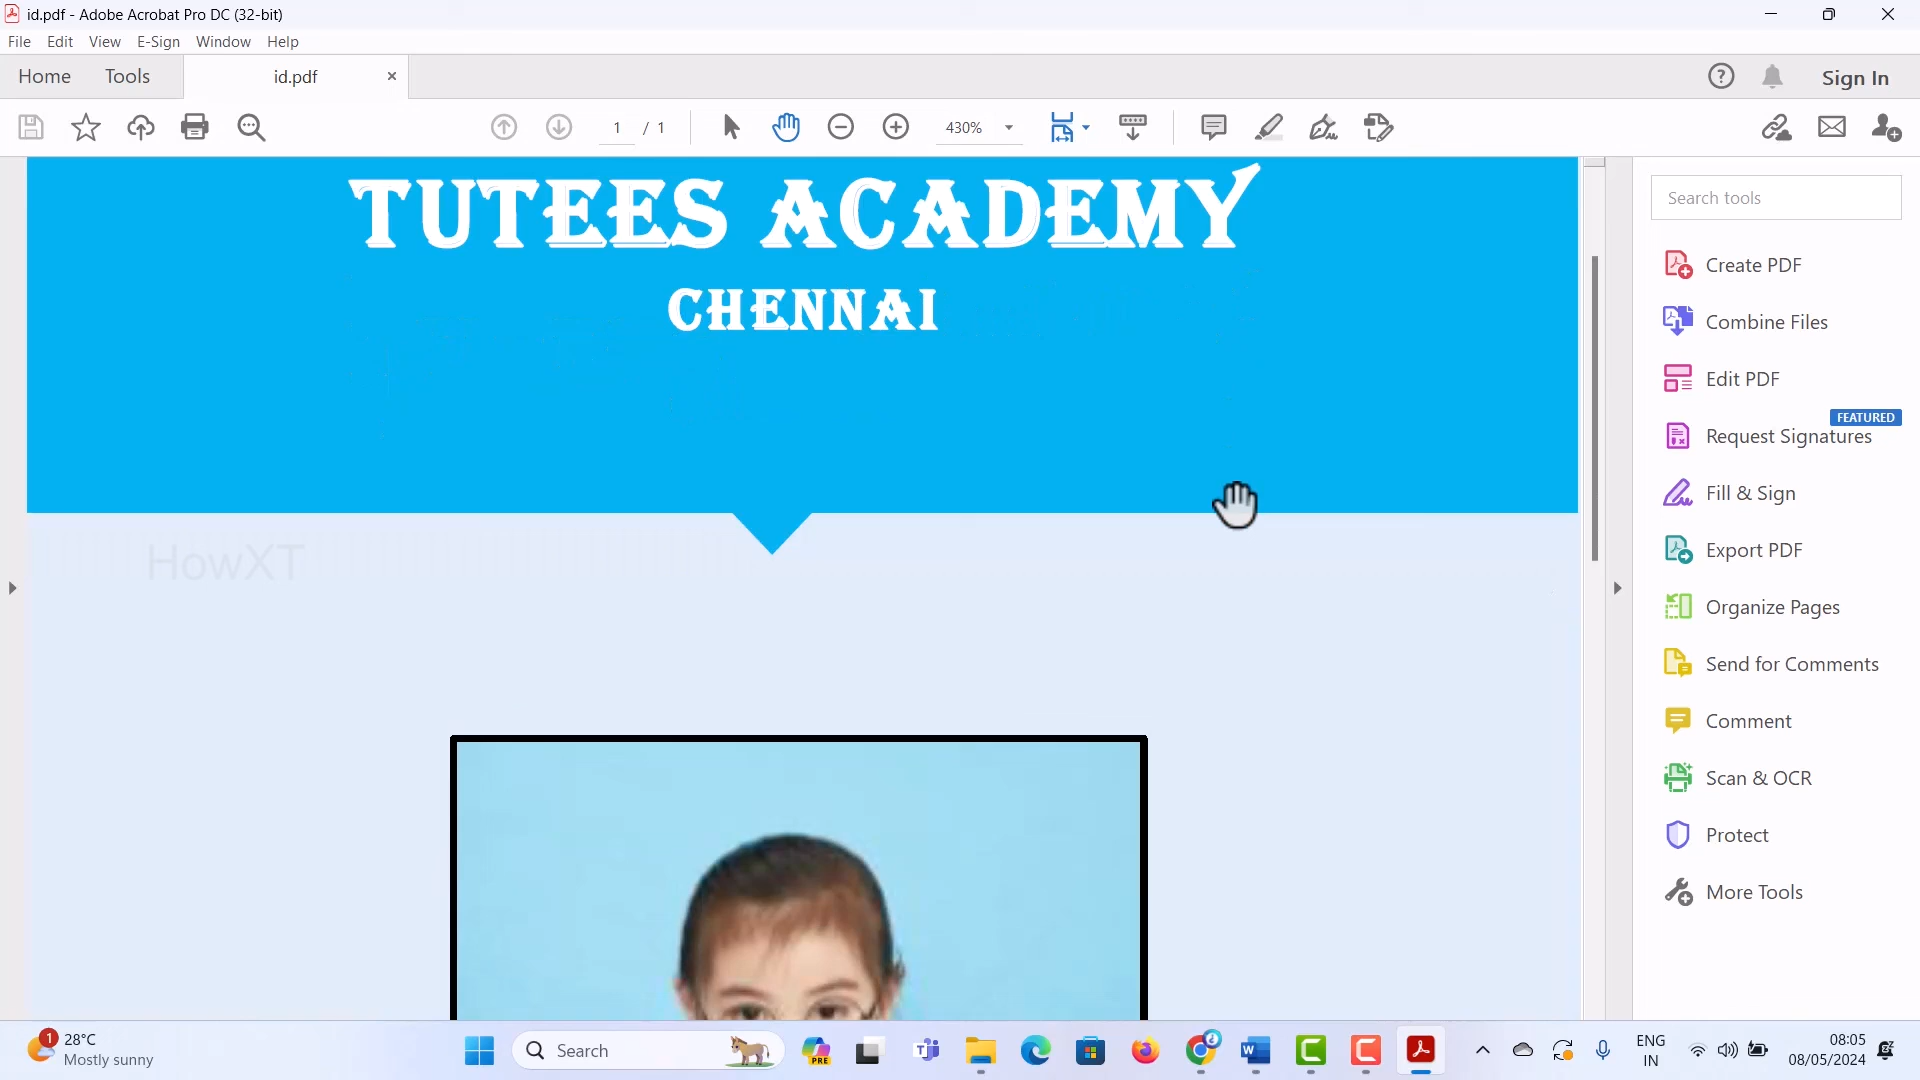 id.pdf - Adobe Acrobat Pro DC (32-bit)
File Edit View E-Sign Window Help
Home Tools id.pdf Sign In
1 / 1 430%
TUTEES ACADEMY
CHENNAI
HowXT
Search tools
Create PDF
Combine Files
Edit PDF
FEATURED
Request Signatures
Fill & Sign
Export PDF
Organize Pages
Send for Comments
Comment
Scan & OCR
Protect
More Tools
1 28°C
Mostly sunny
Search
PRE
ENG
IN
08:05
08/05/2024